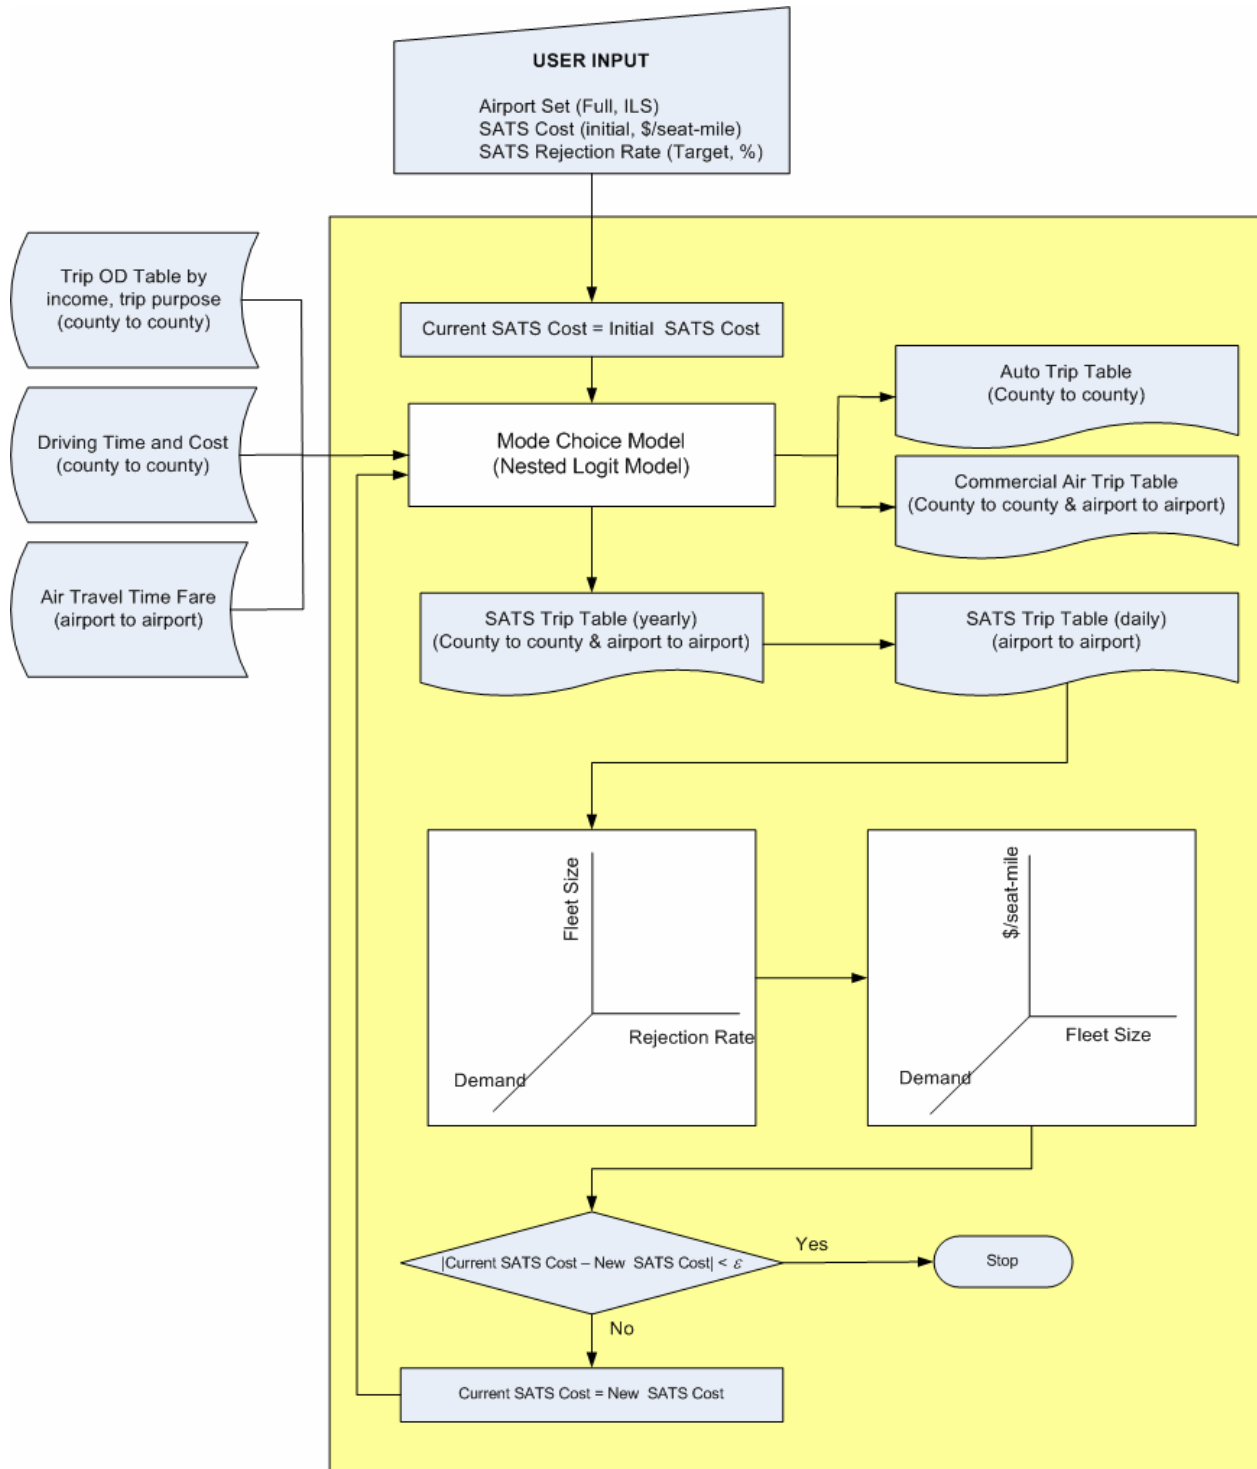 USER INPUT
Airport Set (Full, ILS)
SATS Cost (initial, $/seat-mile)
SATS Rejection Rate (Target, %)
Trip OD Table by
income, trip purpose
(county to county)
Current SATS Cost = Initial SATS Cost
Auto Trip Table
(County to county)
Driving Time and Cost
(county to county)
Mode Choice Model
(Nested Logit Model)
Commercial Air Trip Table
(County to county & airport to airport)
Air Travel Time Fare
(airport to airport)
SATS Trip Table (yearly)
(County to county & airport to airport)
SATS Trip Table (daily)
(airport to airport)
Fleet Size
Rejection Rate
Demand
$/seat-mile
Fleet Size
Demand
|Current SATS Cost – New SATS Cost| < ε
Yes
Stop
No
Current SATS Cost = New SATS Cost